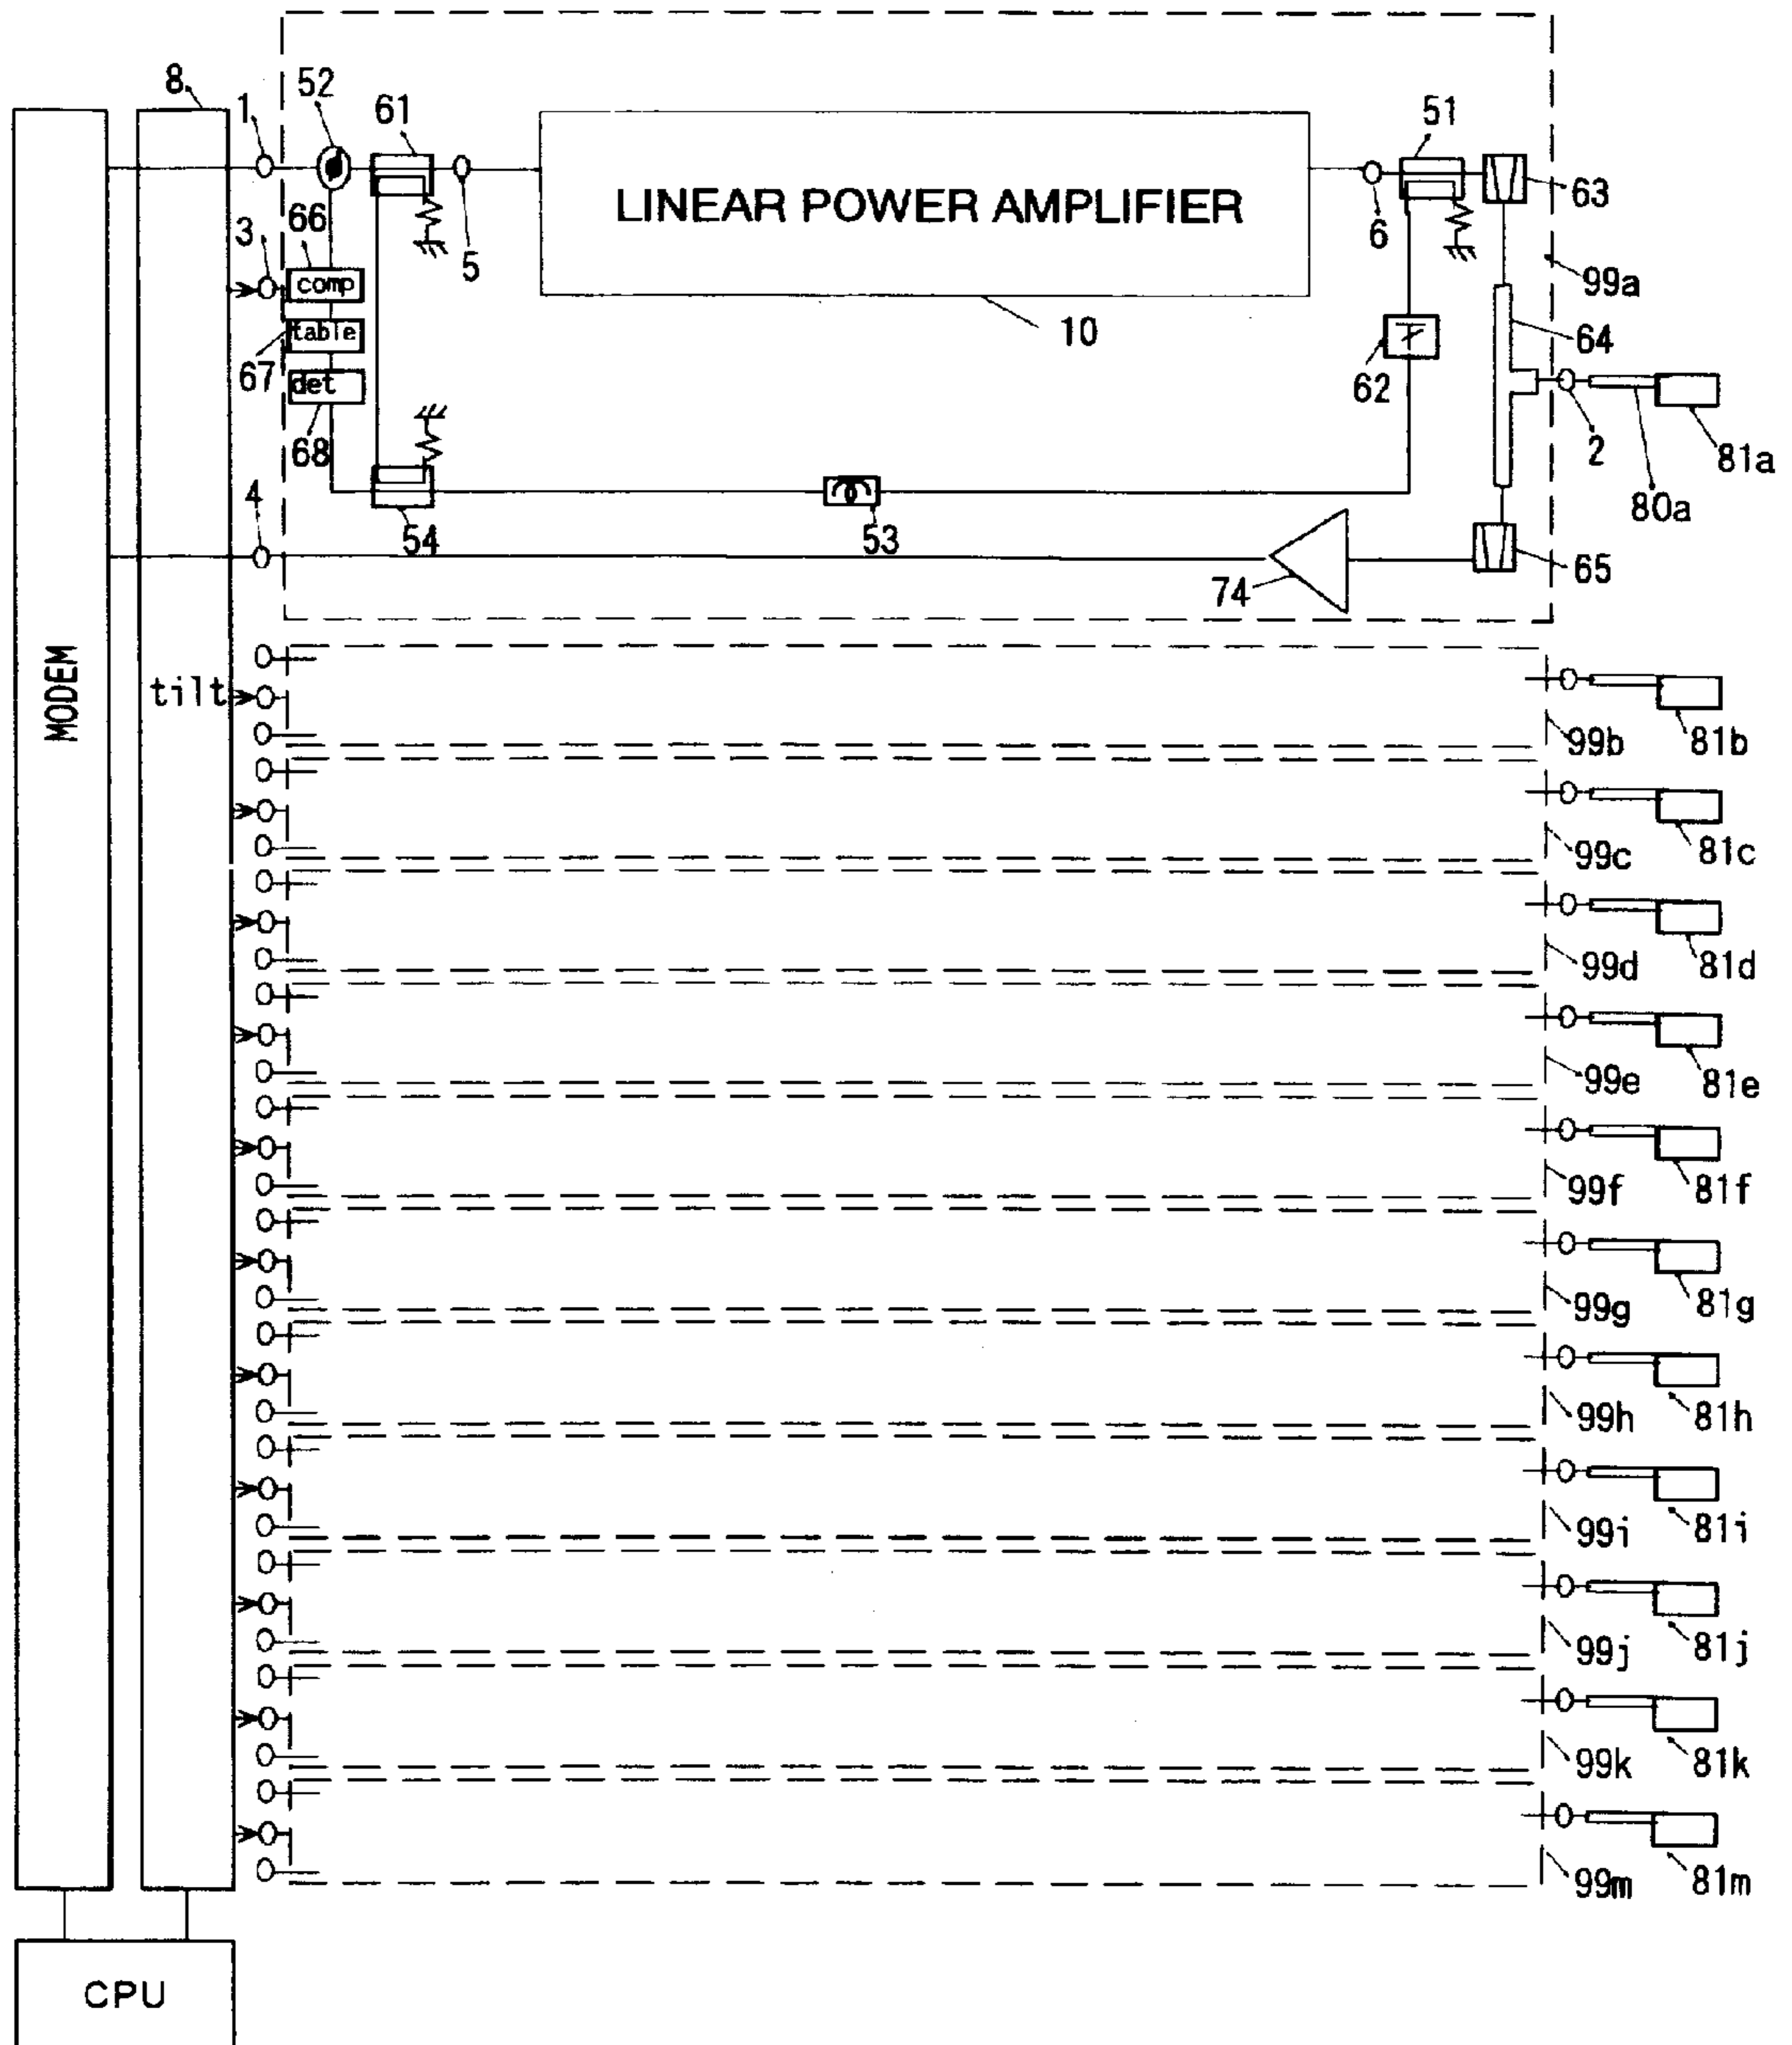 8
1
52
61
51
LINEAR POWER AMPLIFIER
63
3
66
5
6
comp
99a
table
10
64
67
det
62
68
2
81a
80a
4
54
53
65
74
MODEM
tilt
99b
81b
99c
81c
99d
81d
99e
81e
99f
81f
99g
81g
99h
81h
99i
81i
99j
81j
99k
81k
99m
81m
CPU